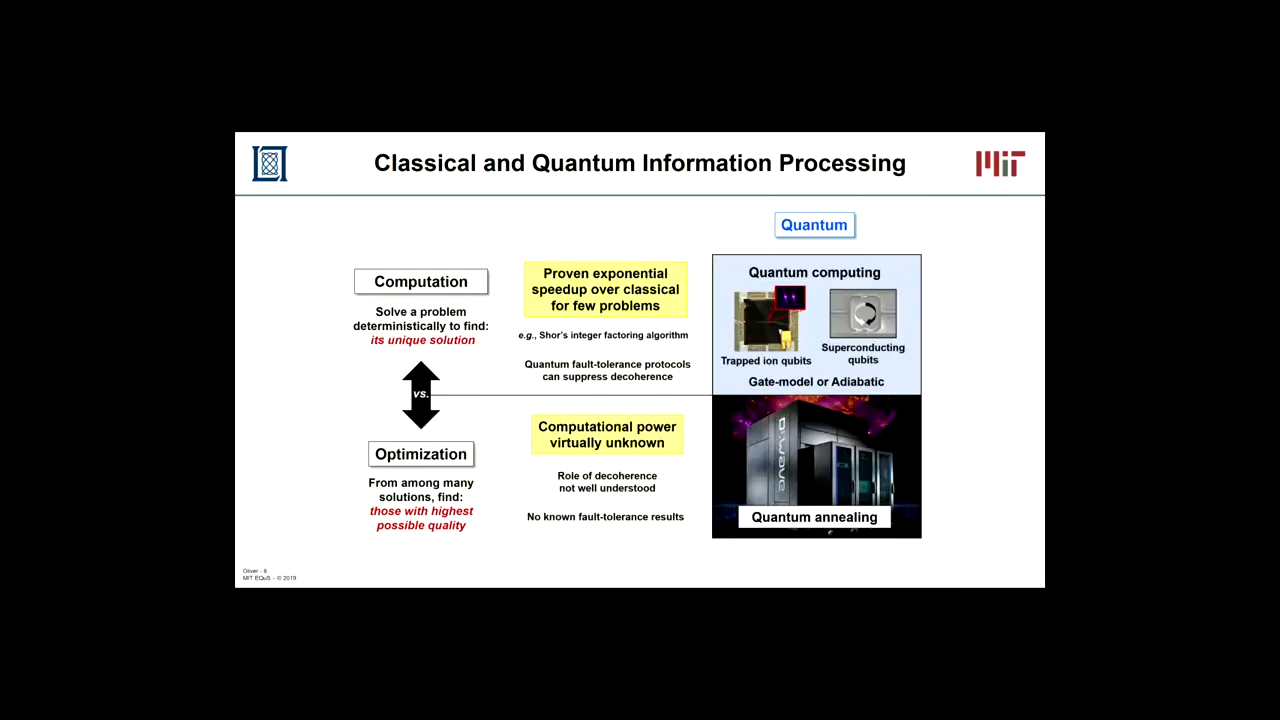 Classical and Quantum Information Processing
MIT
Quantum
Computation
Solve a problem
deterministically to find:
its unique solution
vs.
Optimization
From among many
solutions, find:
those with highest
possible quality
Proven exponential
speedup over classical
for few problems
e.g., Shor's integer factoring algorithm
Quantum fault-tolerance protocols
can suppress decoherence
Computational power
virtually unknown
Role of decoherence
not well understood
No known fault-tolerance results
Quantum computing
Trapped ion qubits
Superconducting
qubits
Gate-model or Adiabatic
D:wave
Quantum annealing
Oliver - 8
MIT EQuS - © 2019